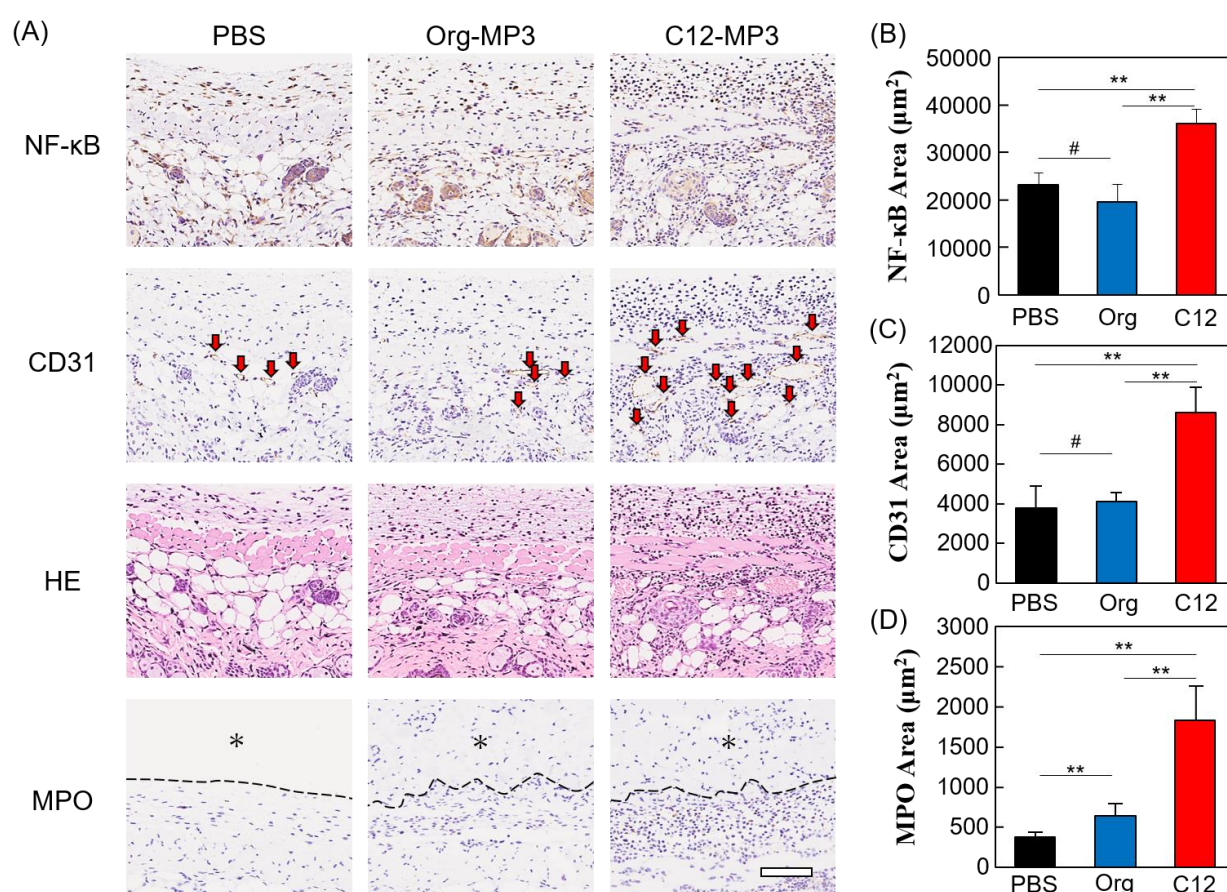 (A)
PBS
Org-MP3
C12-MP3
NF-κB
CD31
HE
MPO
*
*
*
(B)
NF-κB Area (μm²)
50000
40000
30000
20000
10000
0
**
**
#
PBS
Org
C12
(C)
CD31 Area (μm²)
12000
10000
8000
6000
4000
2000
0
**
**
#
PBS
Org
C12
(D)
MPO Area (μm²)
3000
2500
2000
1500
1000
500
0
**
**
**
PBS
Org
C12